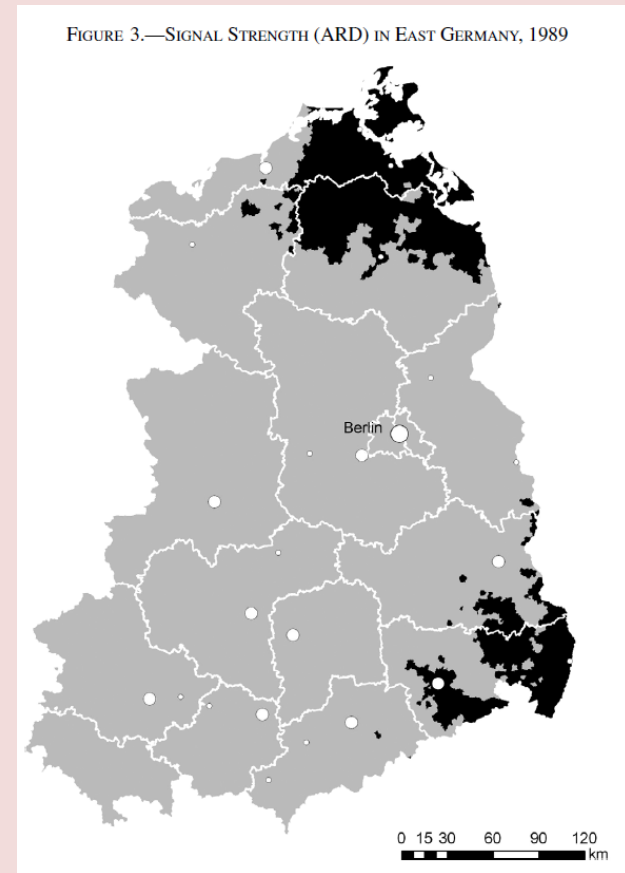 FIGURE 3.—SIGNAL STRENGTH (ARD) IN EAST GERMANY, 1989
Berlin
0 15 30 60 90 120
km